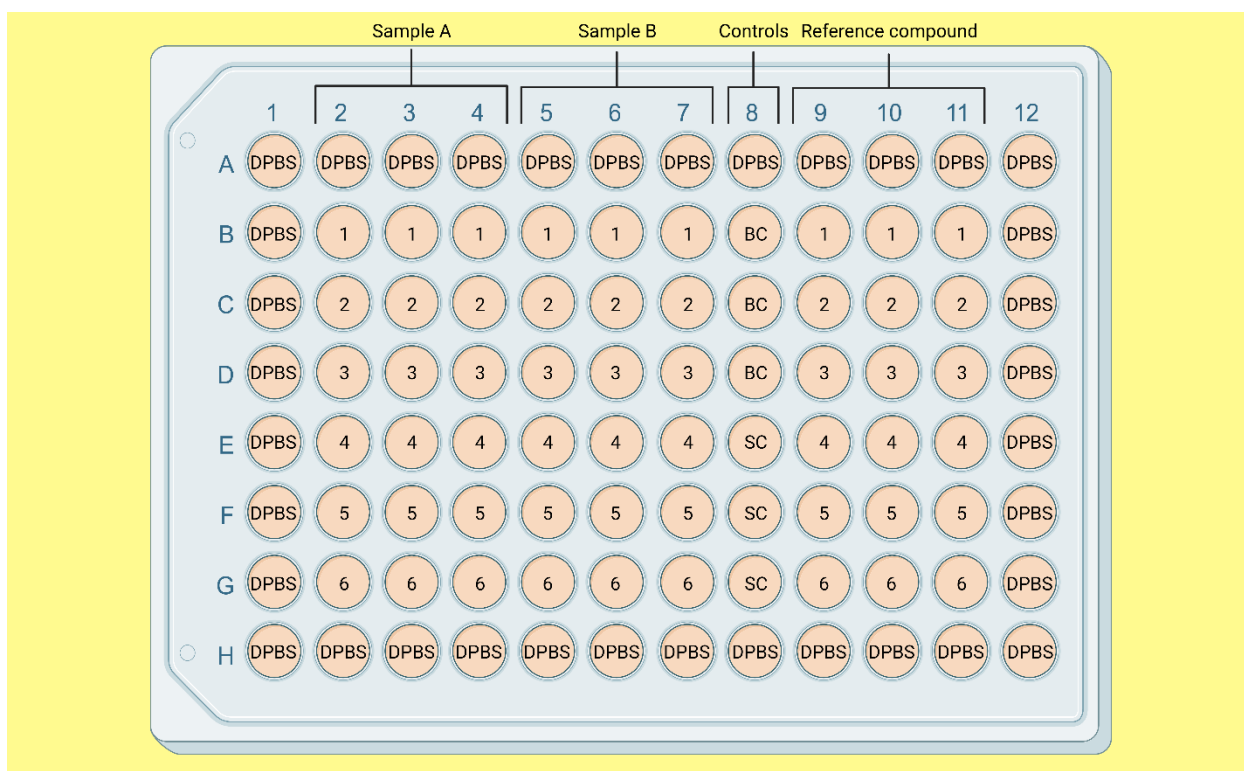 Sample A Sample B Controls Reference compound
1 2 3 4 5 6 7 8 9 10 11 12
A DPBS DPBS DPBS DPBS DPBS DPBS DPBS DPBS DPBS DPBS DPBS DPBS
B DPBS 1 1 1 1 1 1 BC 1 1 1 DPBS
C DPBS 2 2 2 2 2 2 BC 2 2 2 DPBS
D DPBS 3 3 3 3 3 3 BC 3 3 3 DPBS
E DPBS 4 4 4 4 4 4 SC 4 4 4 DPBS
F DPBS 5 5 5 5 5 5 SC 5 5 5 DPBS
G DPBS 6 6 6 6 6 6 SC 6 6 6 DPBS
H DPBS DPBS DPBS DPBS DPBS DPBS DPBS DPBS DPBS DPBS DPBS DPBS